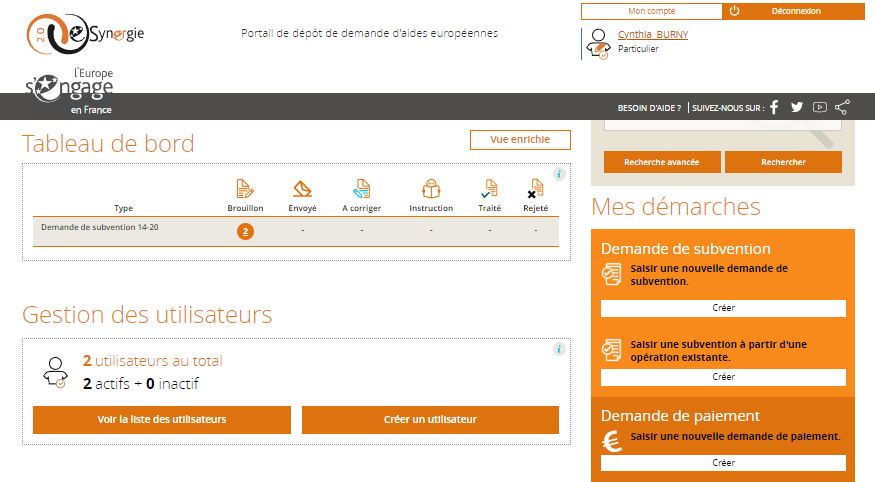 Mon compte
Déconnexion
2.0 eSynergie
Portail de dépôt de demande d'aides européennes
Cynthia BURNY
Particulier
l'Europe
s'engage
en France
BESOIN D'AIDE ? | SUIVEZ-NOUS SUR :
Tableau de bord
Vue enrichie
Type
Brouillon
Envoyé
A corriger
Instruction
Traité
Rejeté
Demande de subvention 14-20
2
-
-
-
-
-
Gestion des utilisateurs
2 utilisateurs au total
2 actifs + 0 inactif
Voir la liste des utilisateurs
Créer un utilisateur
Recherche avancée
Rechercher
Mes démarches
Demande de subvention
Saisir une nouvelle demande de
subvention.
Créer
Saisir une subvention à partir d'une
opération existante.
Créer
Demande de paiement
Saisir une nouvelle demande de paiement.
Créer